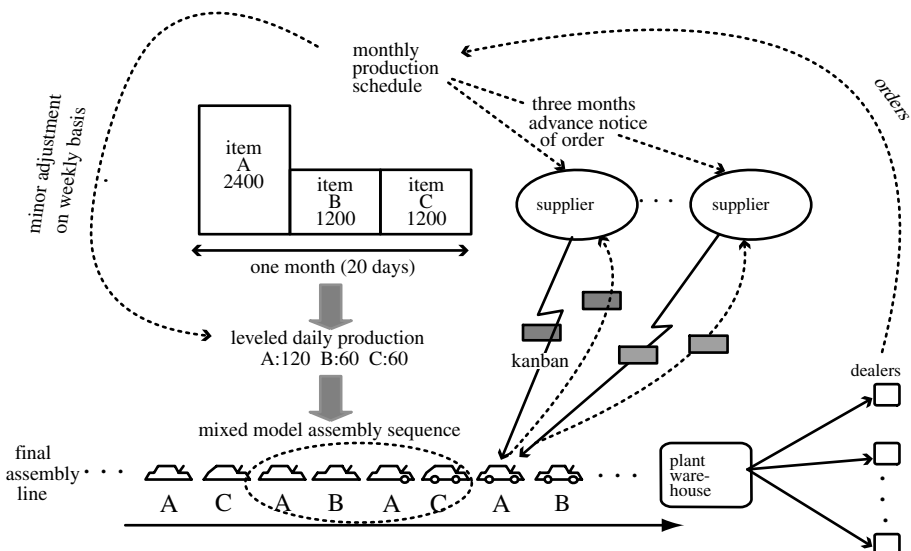 monthly
production
schedule
orders
three months
advance notice
of order
minor adjustment
on weekly basis
item
A
2400
item
B
1200
item
C
1200
supplier
· · ·
supplier
one month (20 days)
leveled daily production
A:120 B:60 C:60
kanban
dealers
mixed model assembly sequence
final
assembly
line
· · ·
· · ·
plant
ware-
house
A C A B A C A B